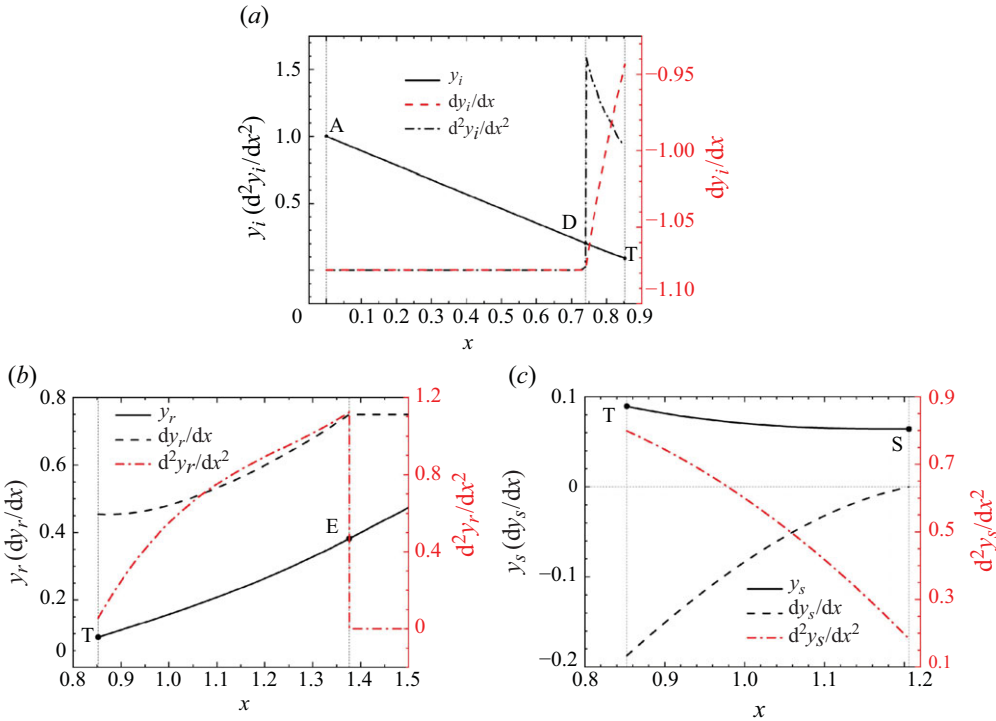 (a)
1.5
1.0
0.5
0
y_i (d²y_i/dx²)
y_i
dy_i/dx
d²y_i/dx²
A
D
T
−0.95
−1.00
−1.05
−1.10
dy_i/dx
0.1 0.2 0.3 0.4 0.5 0.6 0.7 0.8 0.9
x
(b)
0.8
0.6
0.4
0.2
0
y_r (dy_r/dx)
y_r
dy_r/dx
d²y_r/dx²
T
E
1.2
0.8
0.4
0
d²y_r/dx²
0.8 0.9 1.0 1.1 1.2 1.3 1.4 1.5
x
(c)
0.1
0
−0.1
−0.2
y_s (dy_s/dx)
T
S
y_s
dy_s/dx
d²y_s/dx²
0.9
0.7
0.5
0.3
0.1
d²y_s/dx²
0.8 0.9 1.0 1.1 1.2
x